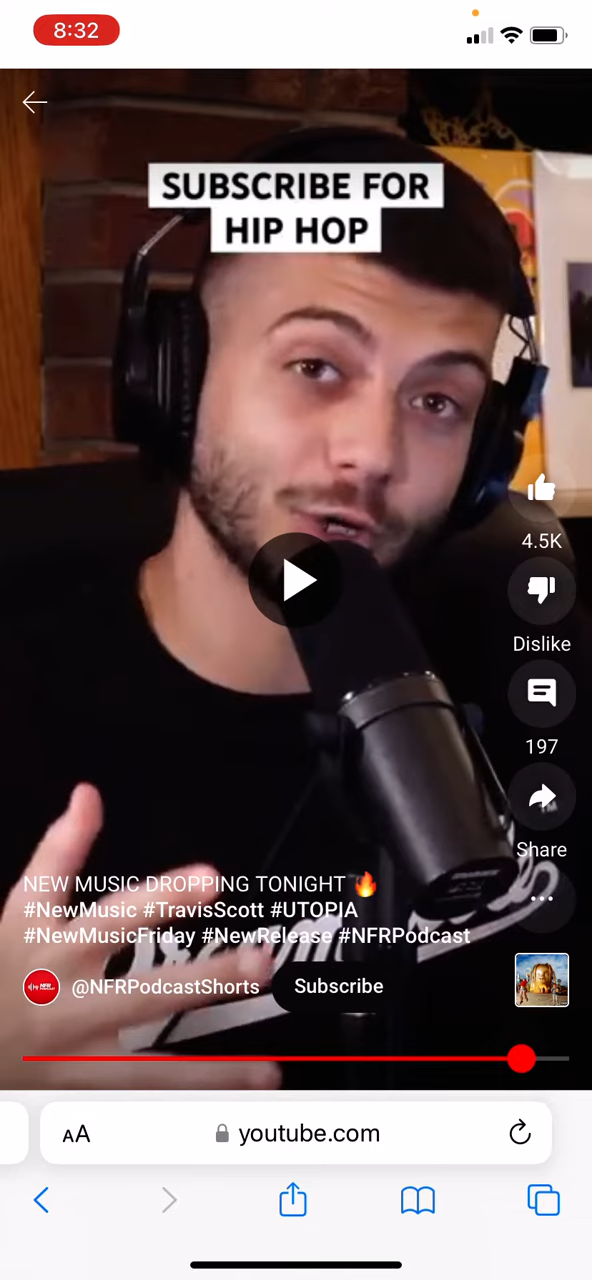 8:32
SUBSCRIBE FOR
HIP HOP
4.5K
Dislike
197
Share
NEW MUSIC DROPPING TONIGHT 🔥
#NewMusic #TravisScott #UTOPIA
#NewMusicFriday #NewRelease #NFRPodcast
@NFRPodcastShorts
Subscribe
AA
youtube.com